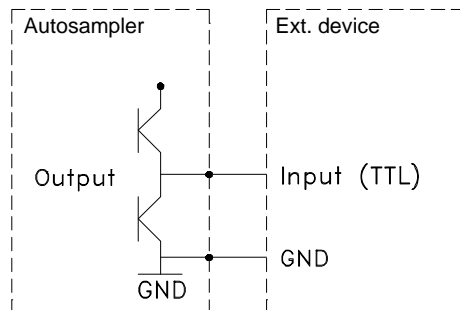 Autosampler
Ext. device
Output
Input (TTL)
GND
GND